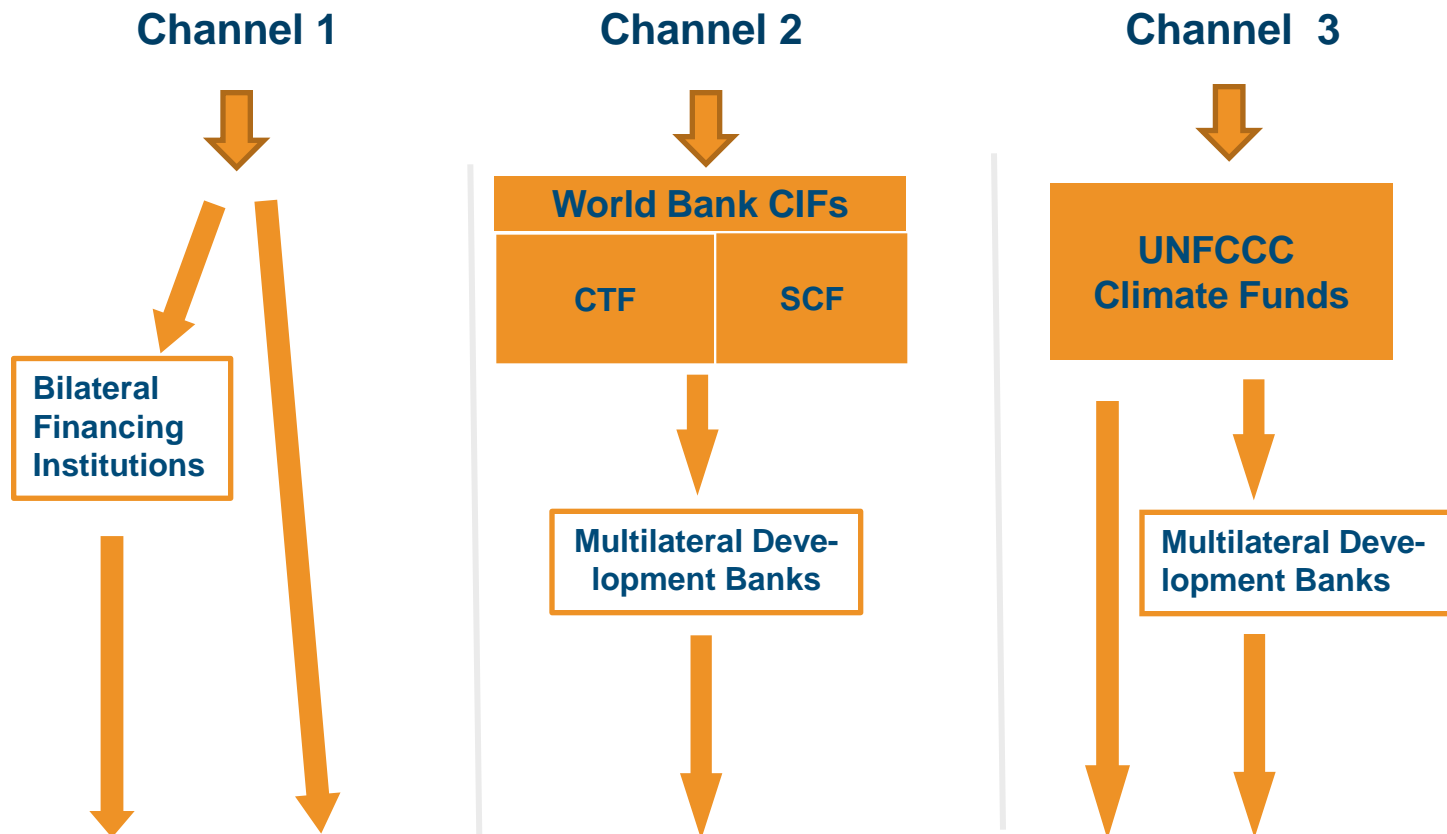 Channel 1
Channel 2
Channel 3
World Bank CIFs
CTF
SCF
UNFCCC
Climate Funds
Bilateral
Financing
Institutions
Multilateral Deve-
lopment Banks
Multilateral Deve-
lopment Banks